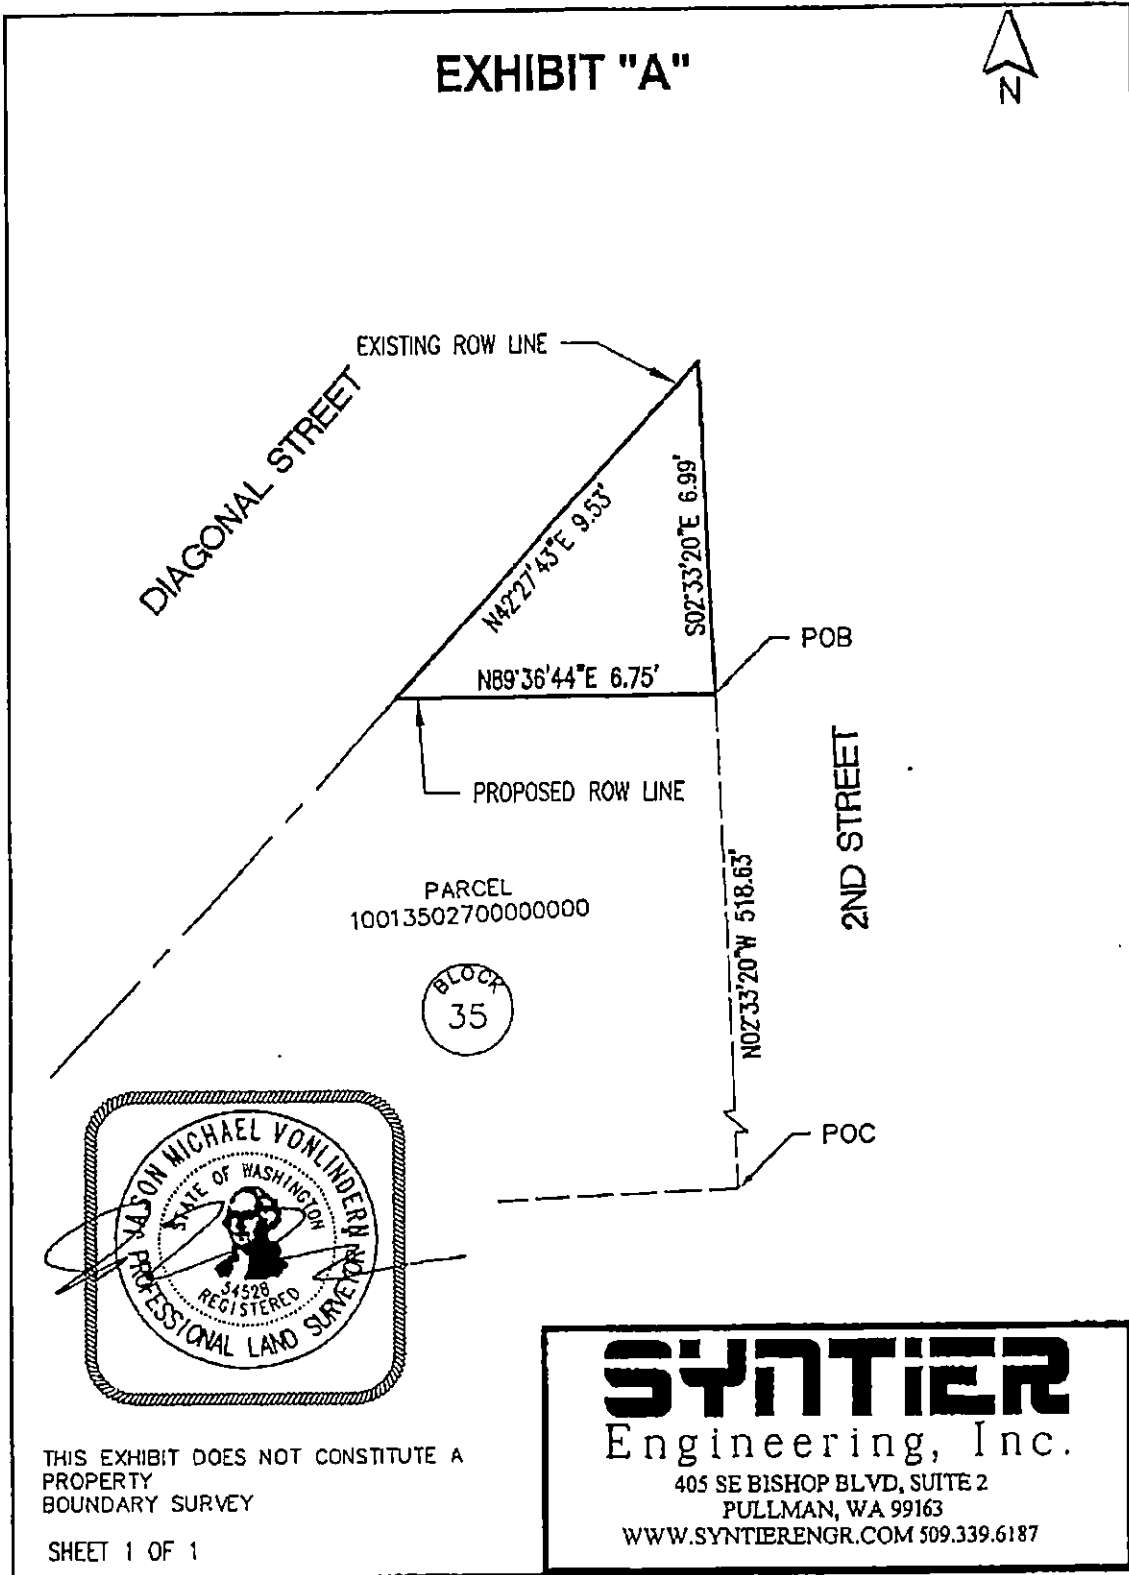 EXHIBIT "A"
N
EXISTING ROW LINE
DIAGONAL STREET
N42°27'43"E 9.53'
S02°33'20"E 6.99'
POB
N89°36'44"E 6.75'
PROPOSED ROW LINE
2ND STREET
PARCEL
10013502700000000
BLOCK
35
N02°33'20"W 518.63'
POC
JASON MICHAEL VONLINDERN
STATE OF WASHINGTON
54528
REGISTERED
PROFESSIONAL LAND SURVEYOR
THIS EXHIBIT DOES NOT CONSTITUTE A
PROPERTY
BOUNDARY SURVEY
SHEET 1 OF 1
SYNTIER
Engineering, Inc.
405 SE BISHOP BLVD, SUITE 2
PULLMAN, WA 99163
WWW.SYNTIERENGR.COM 509.339.6187